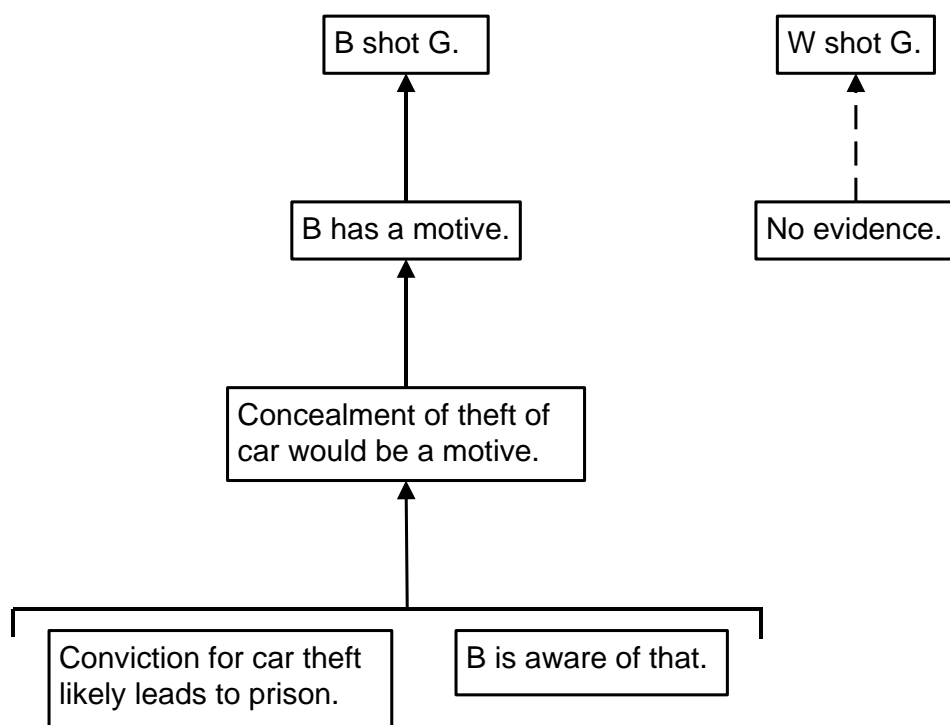 B shot G.
W shot G.
B has a motive.
No evidence.
Concealment of theft of
car would be a motive.
Conviction for car theft
likely leads to prison.
B is aware of that.